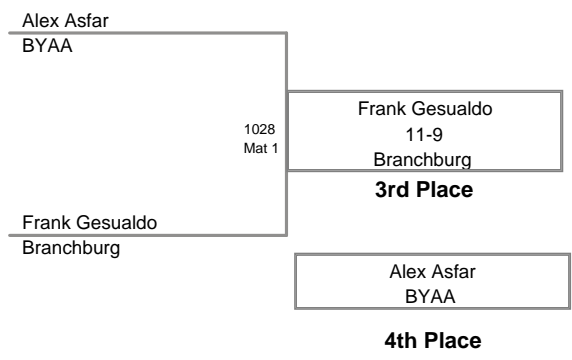 Alex Asfar
BYAA
1028
Mat 1
Frank Gesualdo
11-9
Branchburg
3rd Place
Frank Gesualdo
Branchburg
Alex Asfar
BYAA
4th Place